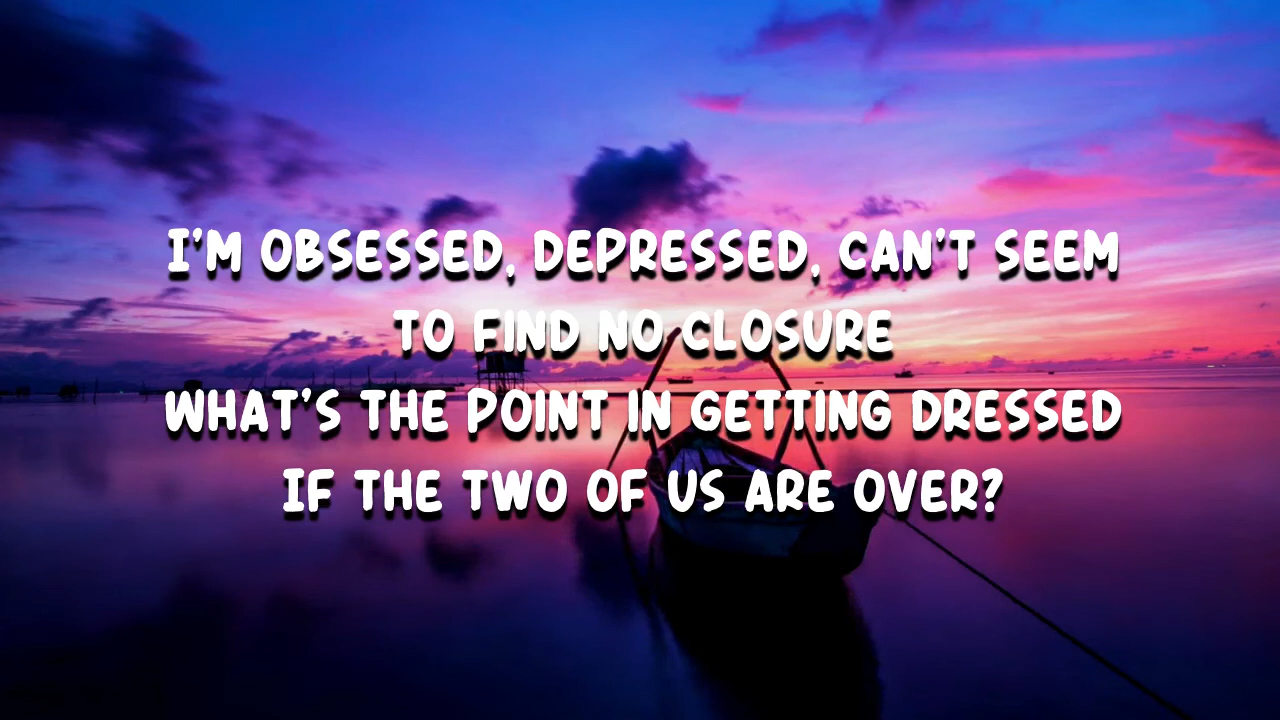 I'M OBSESSED, DEPRESSED, CAN'T SEEM
TO FIND NO CLOSURE
WHAT'S THE POINT IN GETTING DRESSED
IF THE TWO OF US ARE OVER?